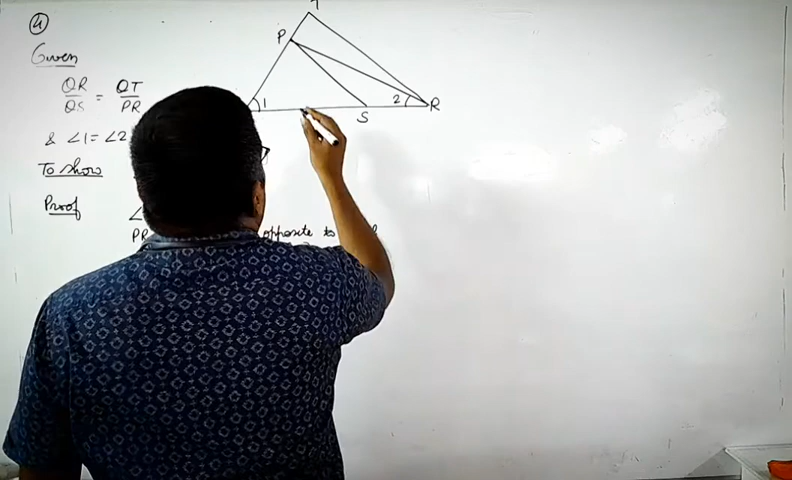 4
Given
QR/QS = QT/PR
& ∠1 = ∠2
To show
Proof ∠
PR opposite to
P
1
2
S
R